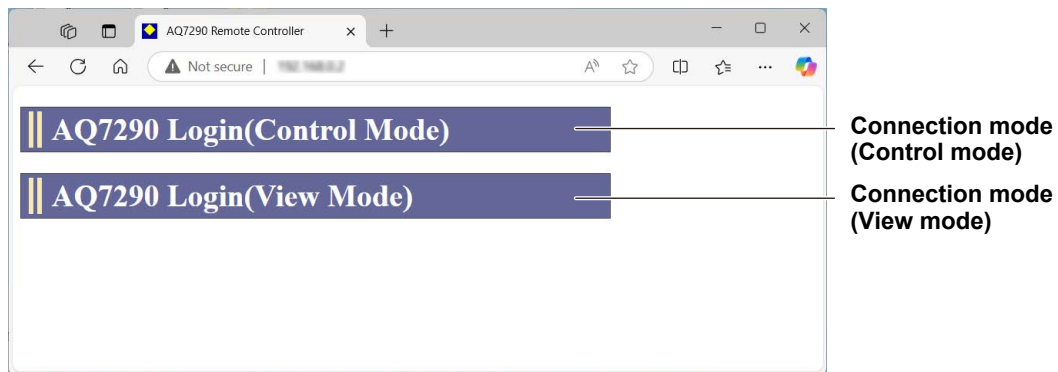 AQ7290 Remote Controller
Not secure
AQ7290 Login(Control Mode)
Connection mode
(Control mode)
AQ7290 Login(View Mode)
Connection mode
(View mode)